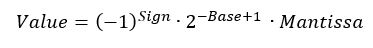 Value = (−1)^{Sign} · 2^{−Base+1} · Mantissa